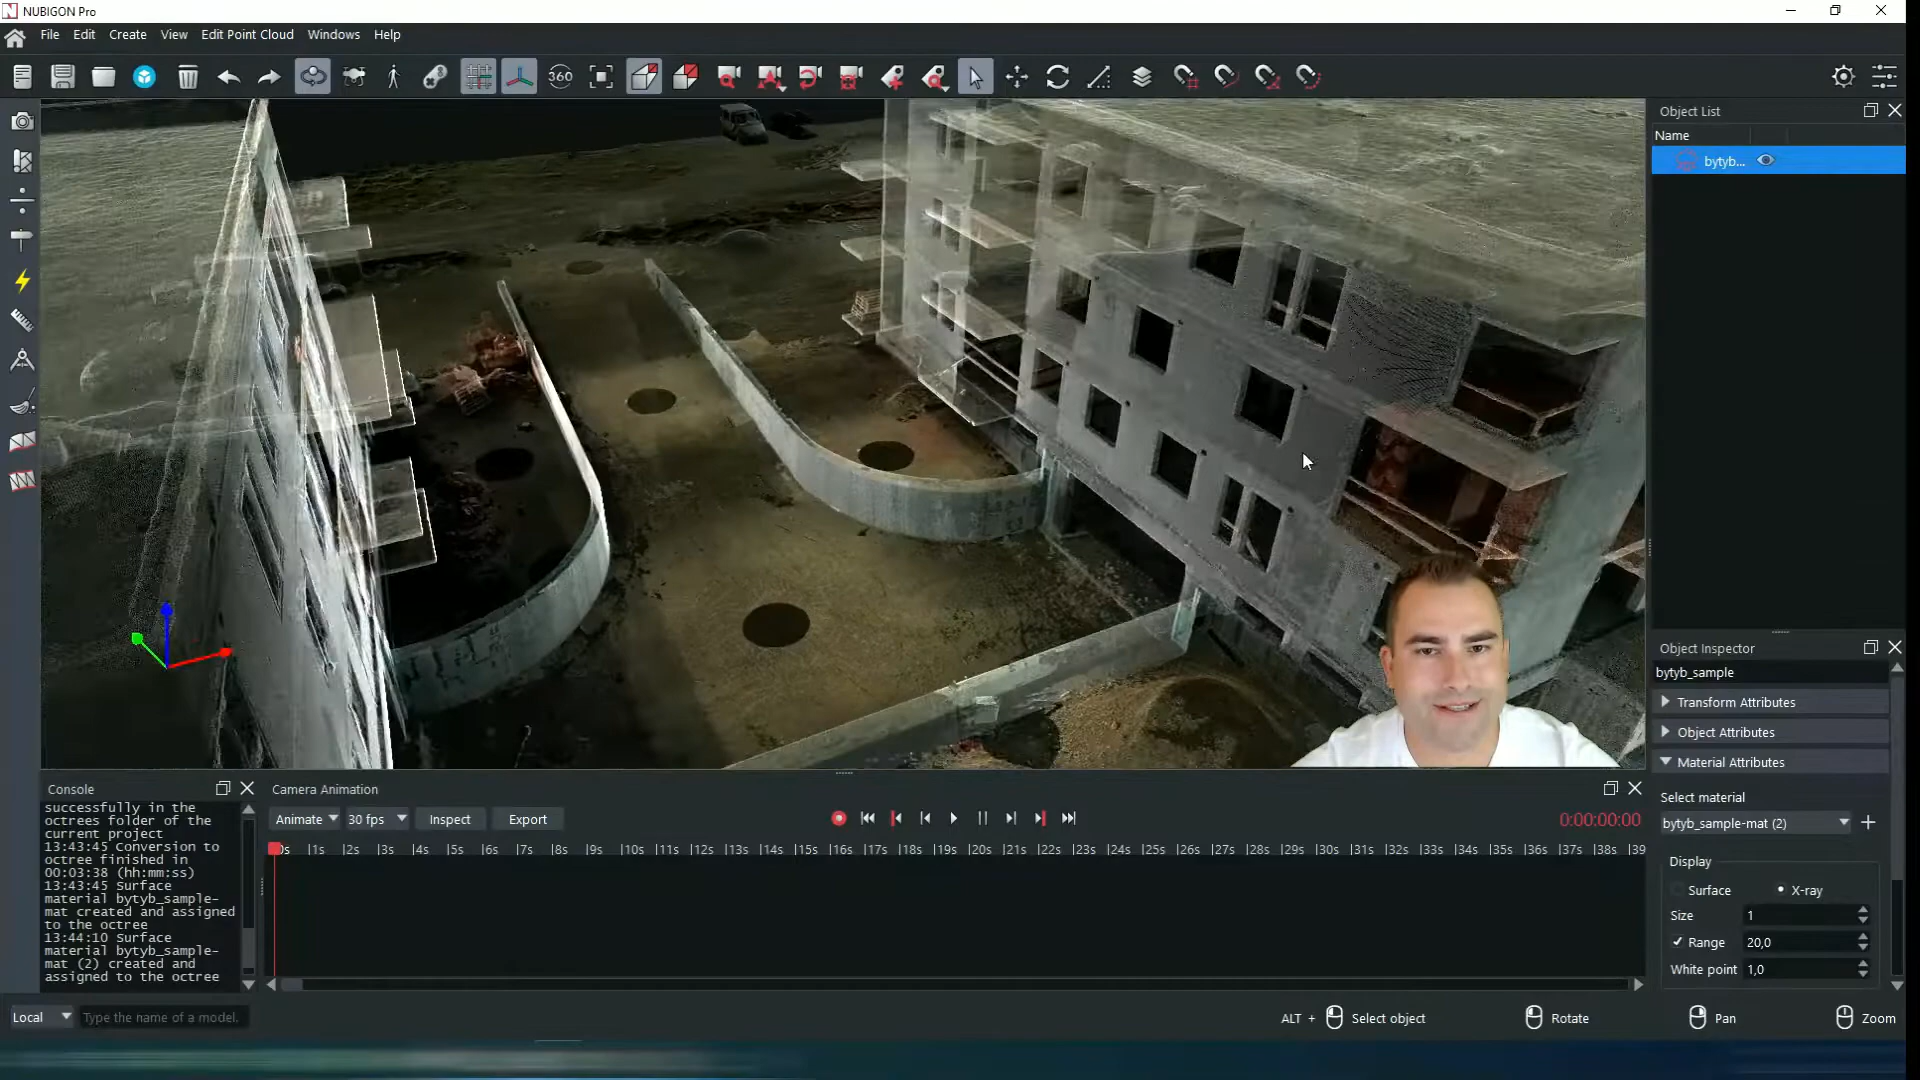 NUBIGON Pro
File Edit Create View Edit Point Cloud Windows Help
360
Object List
Name
bytyb...
Object Inspector
bytyb_sample
Transform Attributes
Object Attributes
Material Attributes
Select material
bytyb_sample-mat (2)
Display
Surface X-ray
Size 1
Range 20,0
White point 1,0
Console
successfully in the
octrees folder of the
current project
13:43:45 Conversion to
octree finished in
00:03:38 (hh:mm:ss)
13:43:45 Surface
material bytyb_sample-
mat created and assigned
to the octree
13:44:10 Surface
material bytyb_sample-
mat (2) created and
assigned to the octree
Camera Animation
Animate 30 fps Inspect Export
0:00:00:00
0s 1s 2s 3s 4s 5s 6s 7s 8s 9s 10s 11s 12s 13s 14s 15s 16s 17s 18s 19s 20s 21s 22s 23s 24s 25s 26s 27s 28s 29s 30s 31s 32s 33s 34s 35s 36s 37s 38s 39
Local Type the name of a model.
ALT + Select object Rotate Pan Zoom